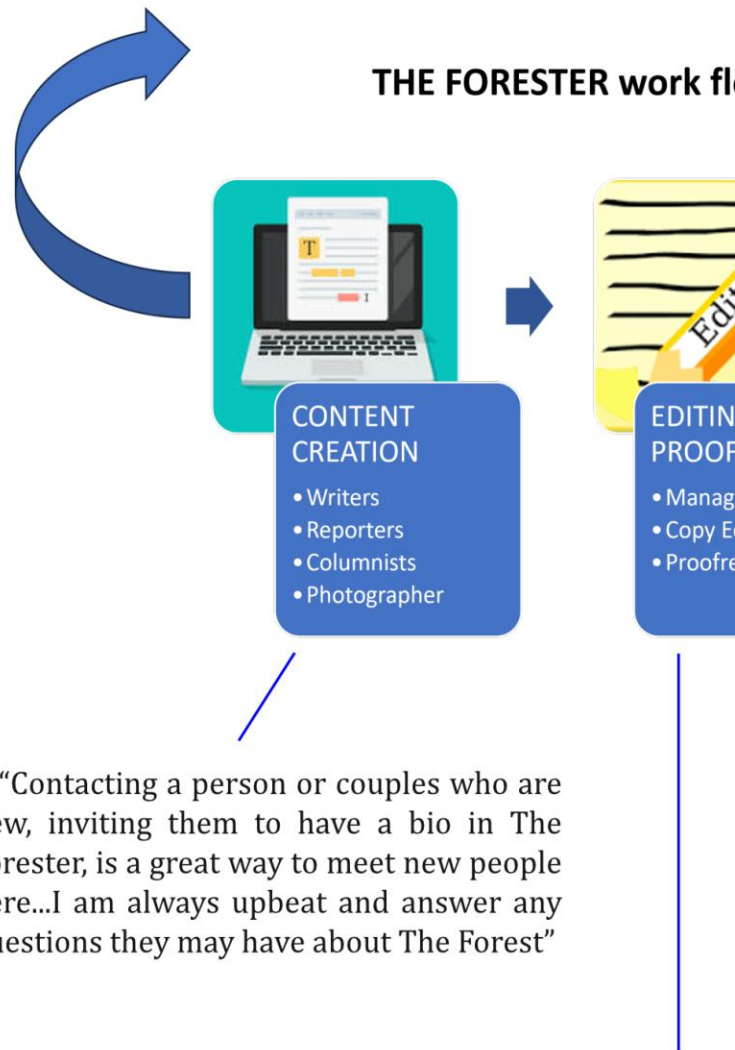 THE FORESTER work flo
T
Edit
CONTENT
CREATION
• Writers
• Reporters
• Columnists
• Photographer
EDITIN
PROOF
• Manag
• Copy E
• Proofre
“Contacting a person or couples who are
ew, inviting them to have a bio in The
orester, is a great way to meet new people
ere...I am always upbeat and answer any
uestions they may have about The Forest”